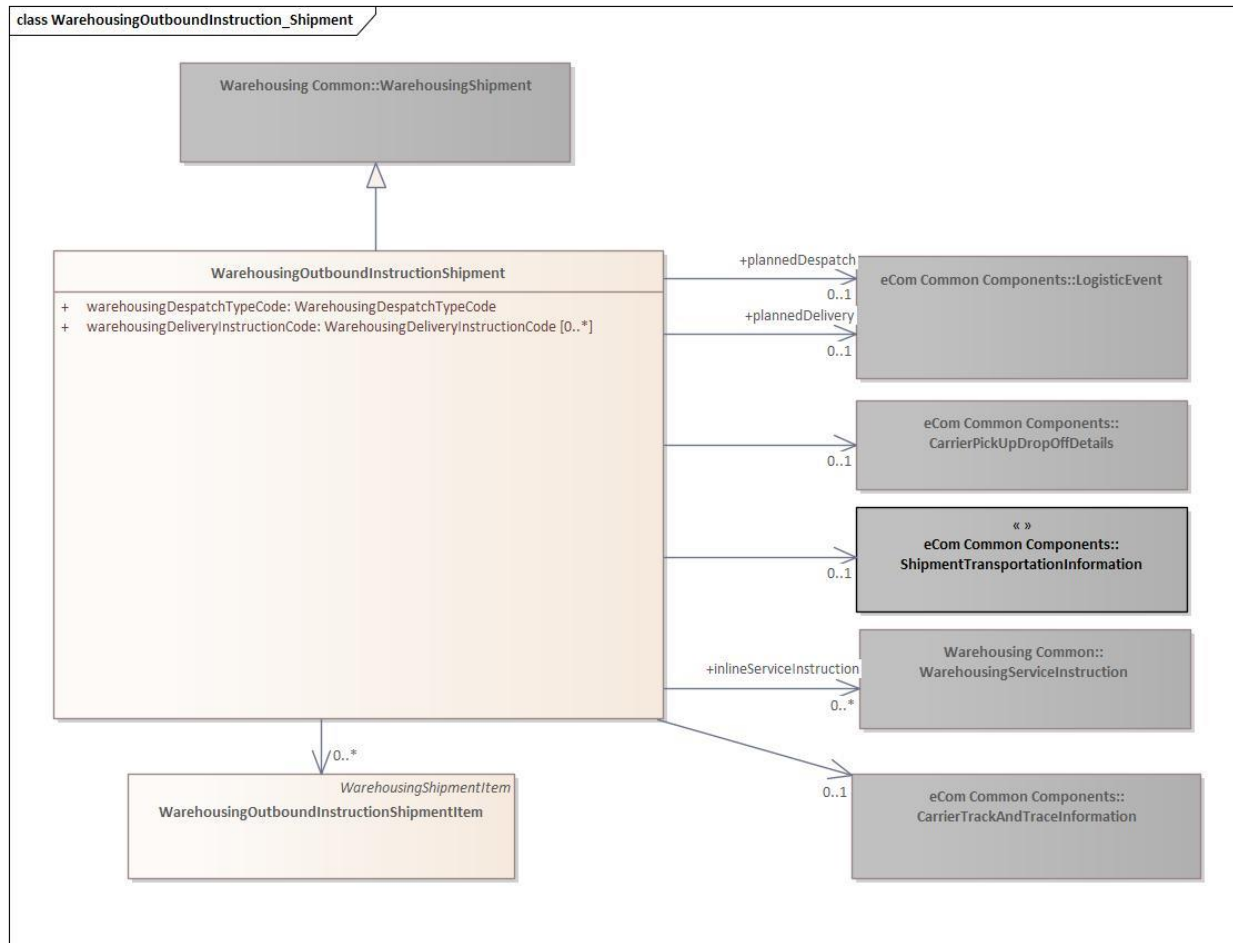 class WarehousingOutboundInstruction_Shipment
Warehousing Common::WarehousingShipment
WarehousingOutboundInstructionShipment
+ warehousingDespatchTypeCode: WarehousingDespatchTypeCode
+ warehousingDeliveryInstructionCode: WarehousingDeliveryInstructionCode [0..*]
+plannedDespatch
0..1
+plannedDelivery
0..1
eCom Common Components::LogisticEvent
0..1
eCom Common Components::
CarrierPickUpDropOffDetails
0..1
« »
eCom Common Components::
ShipmentTransportationInformation
+inlineServiceInstruction
0..*
Warehousing Common::
WarehousingServiceInstruction
0..*
WarehousingShipmentItem
WarehousingOutboundInstructionShipmentItem
0..1
eCom Common Components::
CarrierTrackAndTraceInformation